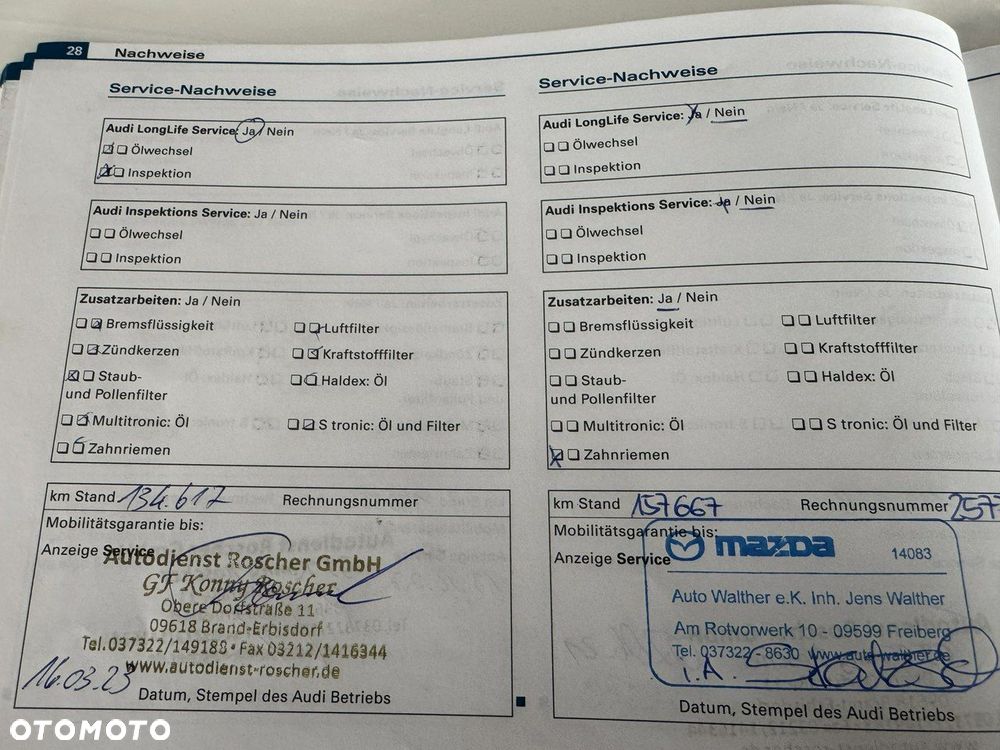 28 Nachweise
Service-Nachweise
Audi LongLife Service: Ja / Nein
Ölwechsel
Inspektion
Audi Inspektions Service: Ja / Nein
Ölwechsel
Inspektion
Zusatzarbeiten: Ja / Nein
Bremsflüssigkeit Luftfilter
Zündkerzen Kraftstofffilter
Staub- Haldex: Öl
und Pollenfilter
Multitronic: Öl S tronic: Öl und Filter
Zahnriemen
km Stand 134.617 Rechnungsnummer
Mobilitätsgarantie bis:
Anzeige Service
Autodienst Roscher GmbH
GF Konny Roscher
Obere Dorfstraße 11
09618 Brand-Erbisdorf
Tel.037322/149188 · Fax 03212/1416344
www.autodienst-roscher.de
16.03.23
Datum, Stempel des Audi Betriebs
Service-Nachweise
Audi LongLife Service: Ja / Nein
Ölwechsel
Inspektion
Audi Inspektions Service: Ja / Nein
Ölwechsel
Inspektion
Zusatzarbeiten: Ja / Nein
Bremsflüssigkeit Luftfilter
Zündkerzen Kraftstofffilter
Staub- Haldex: Öl
und Pollenfilter
Multitronic: Öl S tronic: Öl und Filter
Zahnriemen
km Stand 157667 Rechnungsnummer 2577
Mobilitätsgarantie bis:
Anzeige Service
mazda 14083
Auto Walther e.K. Inh. Jens Walther
Am Rotvorwerk 10 - 09599 Freiberg
Tel. 037322 - 8630 www.auto-walther.de
i.A.
Datum, Stempel des Audi Betriebs
OTOMOTO